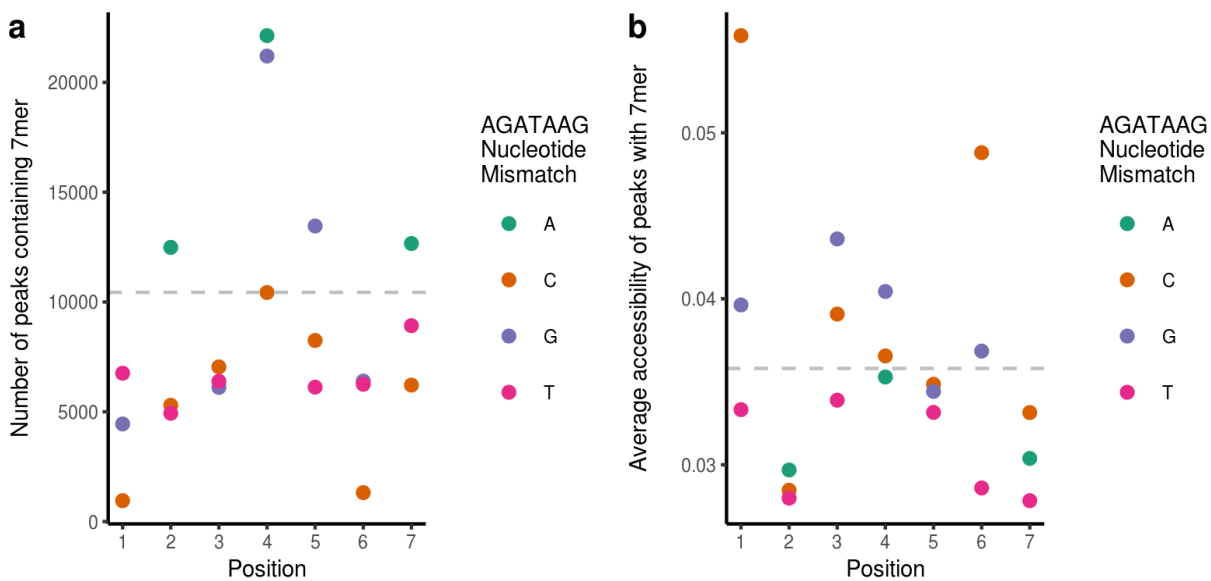 a
Number of peaks containing 7mer
20000
15000
10000
5000
0
1 2 3 4 5 6 7
Position
AGATAAG
Nucleotide
Mismatch
A
C
G
T
b
Average accessibility of peaks with 7mer
0.05
0.04
0.03
1 2 3 4 5 6 7
Position
AGATAAG
Nucleotide
Mismatch
A
C
G
T